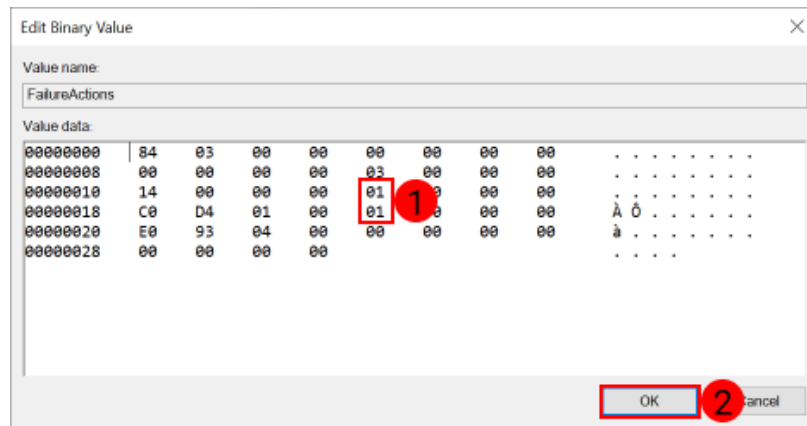 Edit Binary Value
Value name:
FailureActions
Value data:
00000000 84 03 00 00 00 00 00 00 . . . . . . . .
00000008 00 00 00 00 03 00 00 00 . . . . . . . .
00000010 14 00 00 00 01 00 00 . . . . . . . .
00000018 C0 D4 01 00 01 00 00 À Ô . . . . . .
00000020 E0 93 04 00 00 00 00 00 à . . . . . . .
00000028 00 00 00 00 . . . .
1
OK 2 Cancel